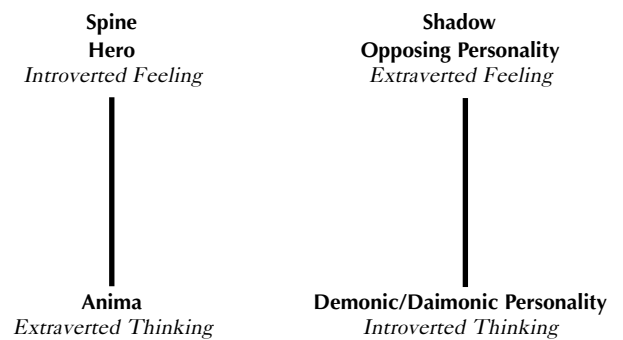 Spine
Hero
Introverted Feeling
Shadow
Opposing Personality
Extraverted Feeling
Anima
Extraverted Thinking
Demonic/Daimonic Personality
Introverted Thinking